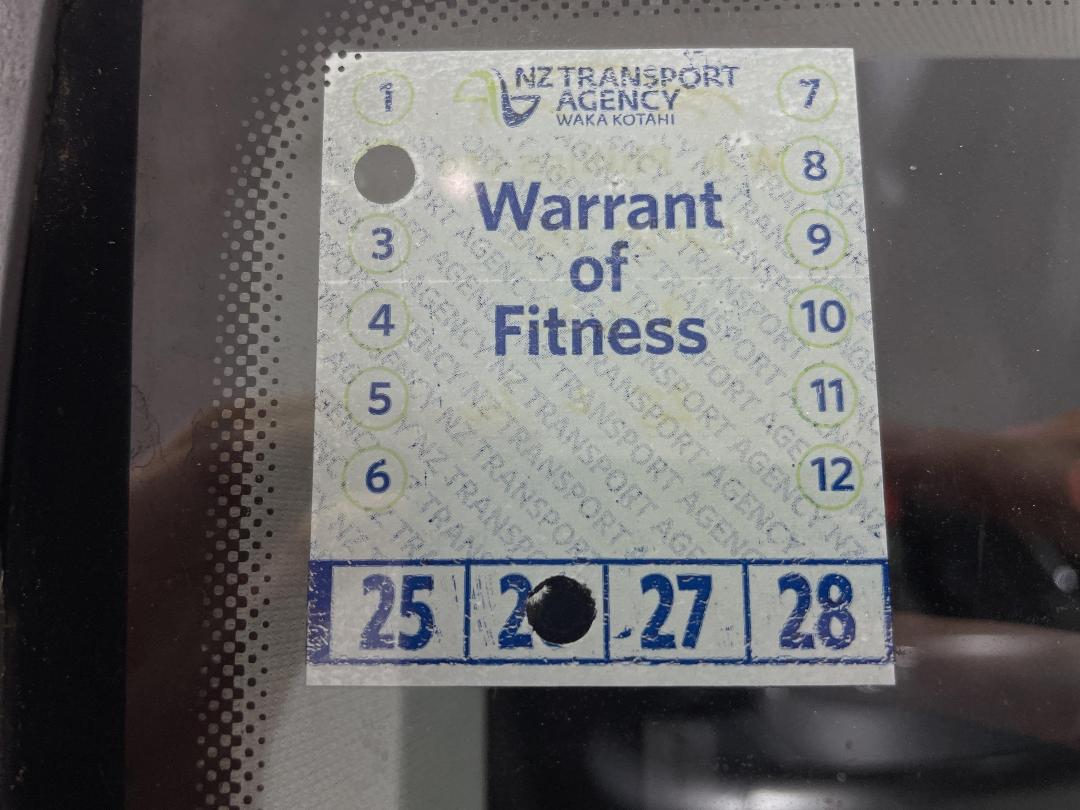 NZ TRANSPORT
AGENCY
WAKA KOTAHI
Warrant
of
Fitness
1
3
4
5
6
7
8
9
10
11
12
25
2
27
28